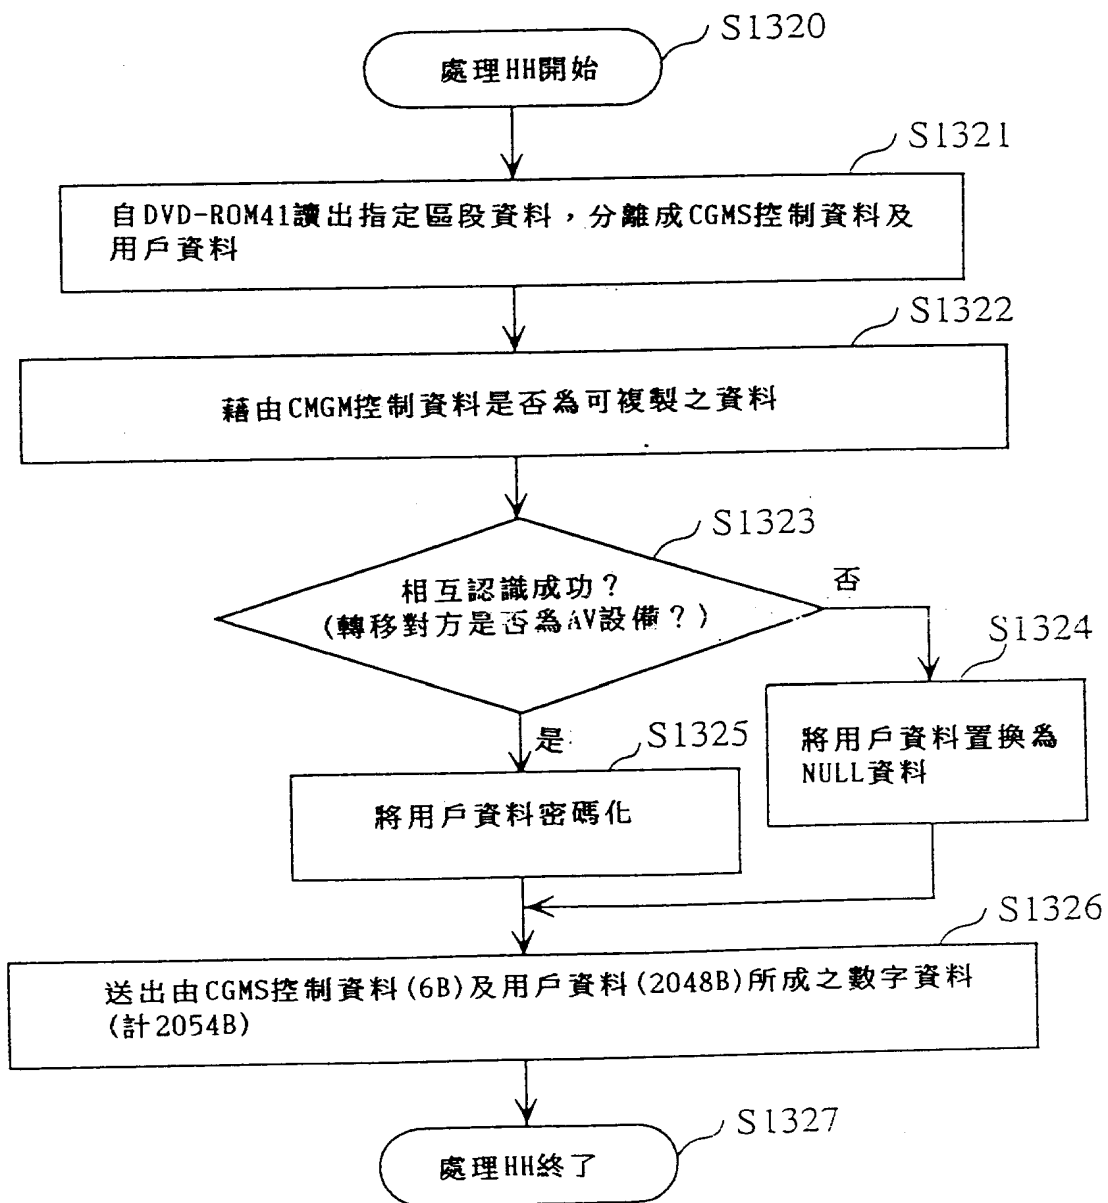 S1320
處理HH開始
S1321
自DVD-ROM41讀出指定區段資料，分離成CGMS控制資料及
用戶資料
S1322
藉由CMGM控制資料是否為可複製之資料
S1323
相互認識成功？
(轉移對方是否為AV設備？)
否
S1324
將用戶資料置換為
NULL資料
是
S1325
將用戶資料密碼化
S1326
送出由CGMS控制資料(6B)及用戶資料(2048B)所成之數字資料
(計2054B)
S1327
處理HH終了